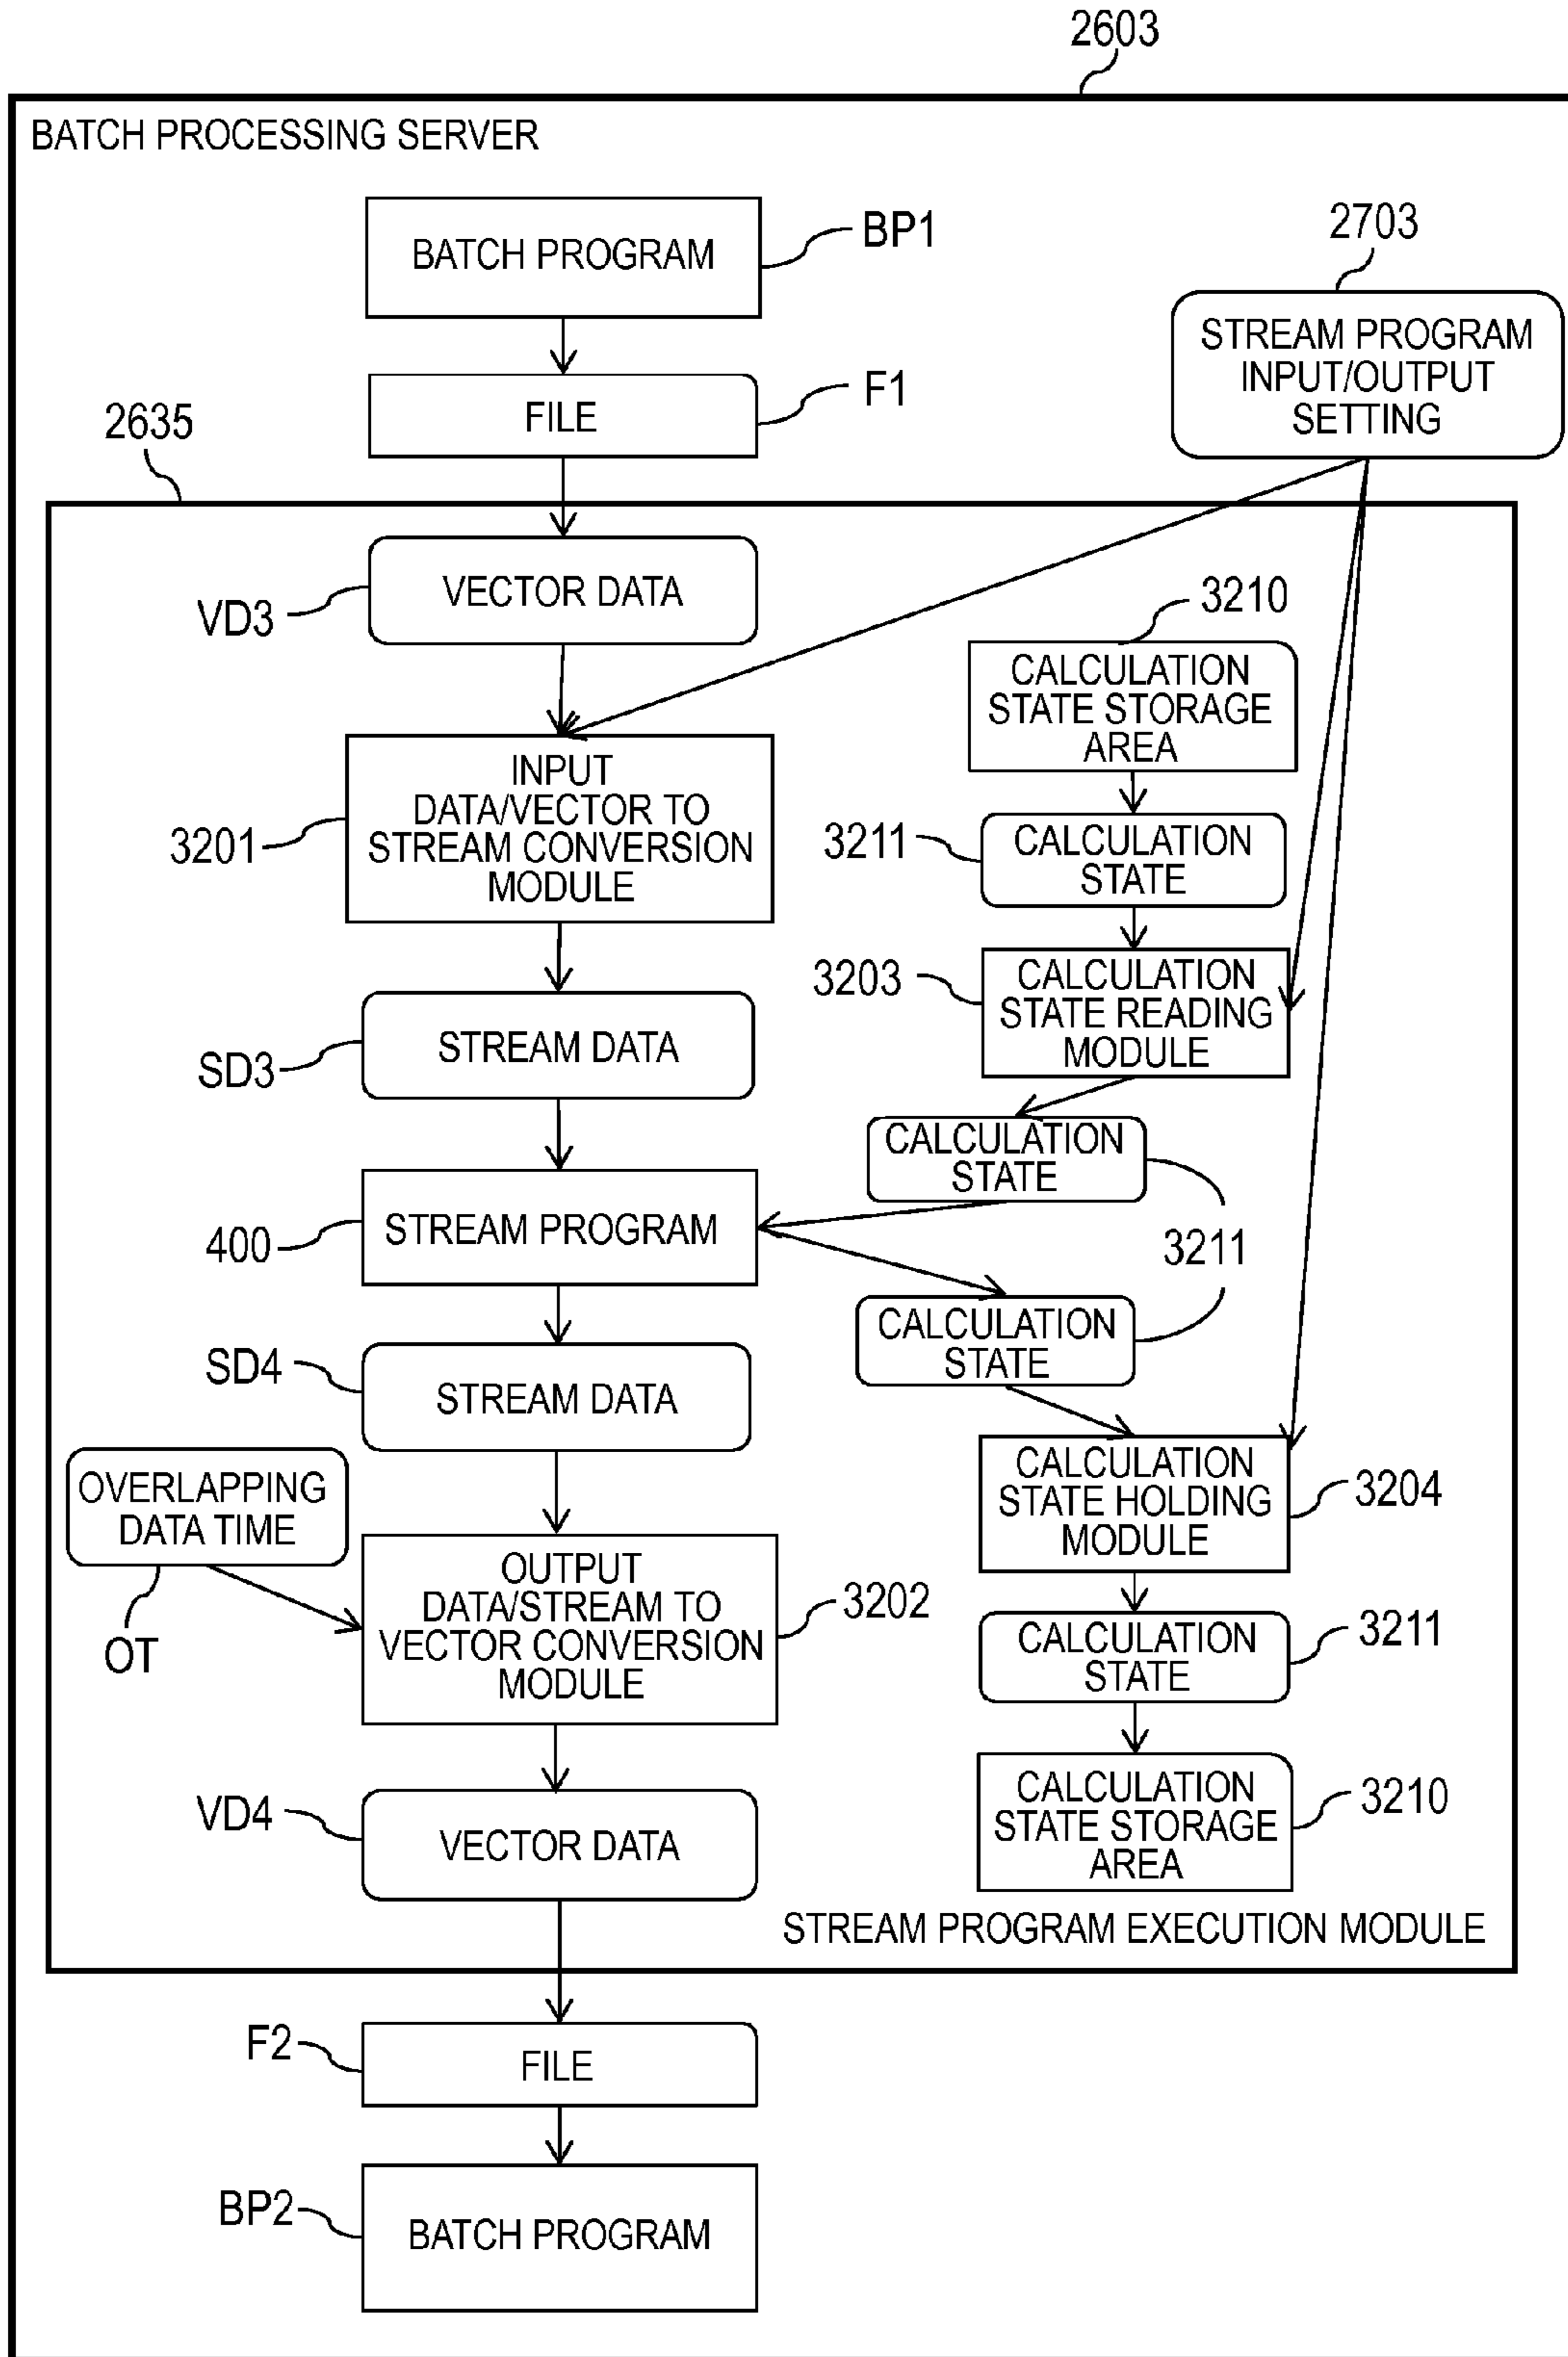 2603
BATCH PROCESSING SERVER
BATCH PROGRAM
BP1
2703
STREAM PROGRAM
INPUT/OUTPUT
SETTING
FILE
F1
2635
VECTOR DATA
VD3
3210
CALCULATION
STATE STORAGE
AREA
INPUT
DATA/VECTOR TO
STREAM CONVERSION
MODULE
3201
3211
CALCULATION
STATE
3203
CALCULATION
STATE READING
MODULE
STREAM DATA
SD3
CALCULATION
STATE
3211
STREAM PROGRAM
400
CALCULATION
STATE
SD4
STREAM DATA
OVERLAPPING
DATA TIME
OT
CALCULATION
STATE HOLDING
MODULE
3204
OUTPUT
DATA/STREAM TO
VECTOR CONVERSION
MODULE
3202
CALCULATION
STATE
3211
VD4
VECTOR DATA
CALCULATION
STATE STORAGE
AREA
3210
STREAM PROGRAM EXECUTION MODULE
F2
FILE
BP2
BATCH PROGRAM